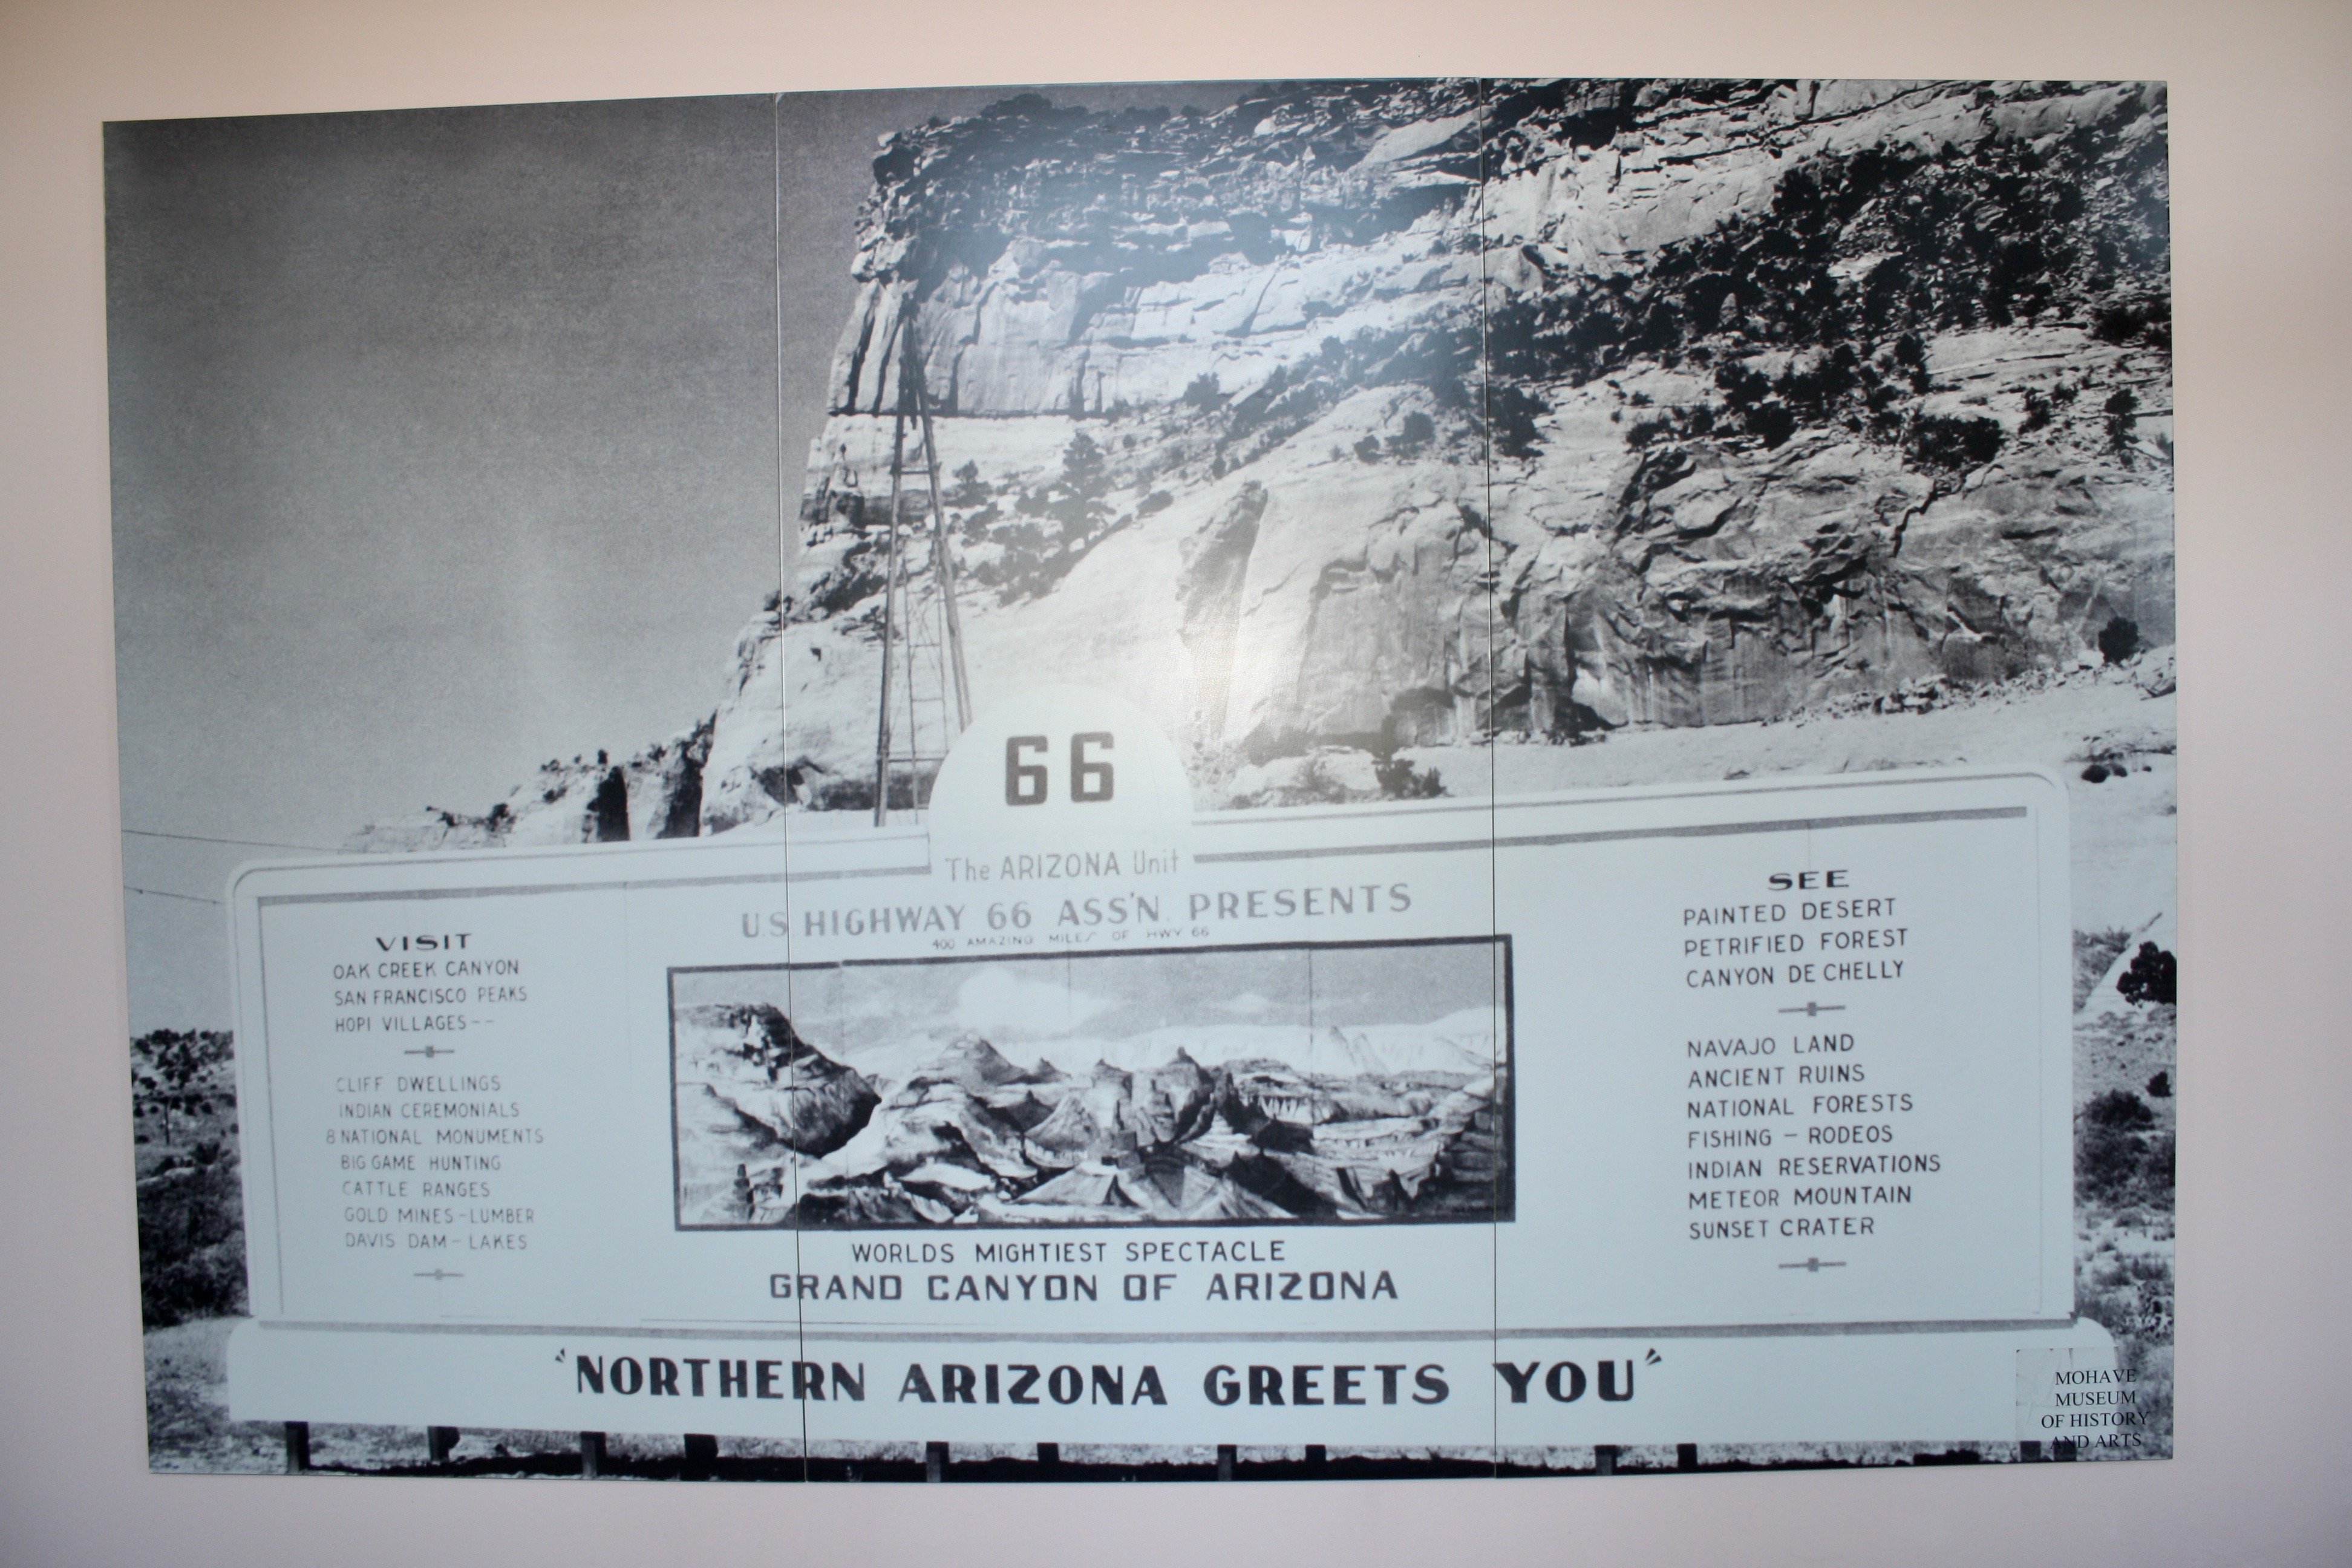 66
The ARIZONA Unit
U.S HIGHWAY 66 ASS'N. PRESENTS
400 AMAZING MILES OF HWY 66
VISIT
OAK CREEK CANYON
SAN FRANCISCO PEAKS
HOPI VILLAGES--
CLIFF DWELLINGS
INDIAN CEREMONIALS
8 NATIONAL MONUMENTS
BIG GAME HUNTING
CATTLE RANGES
GOLD MINES-LUMBER
DAVIS DAM-LAKES
WORLDS MIGHTIEST SPECTACLE
GRAND CANYON OF ARIZONA
SEE
PAINTED DESERT
PETRIFIED FOREST
CANYON DE CHELLY
NAVAJO LAND
ANCIENT RUINS
NATIONAL FORESTS
FISHING - RODEOS
INDIAN RESERVATIONS
METEOR MOUNTAIN
SUNSET CRATER
"NORTHERN ARIZONA GREETS YOU"
MOHAVE
MUSEUM
OF HISTORY
AND ARTS